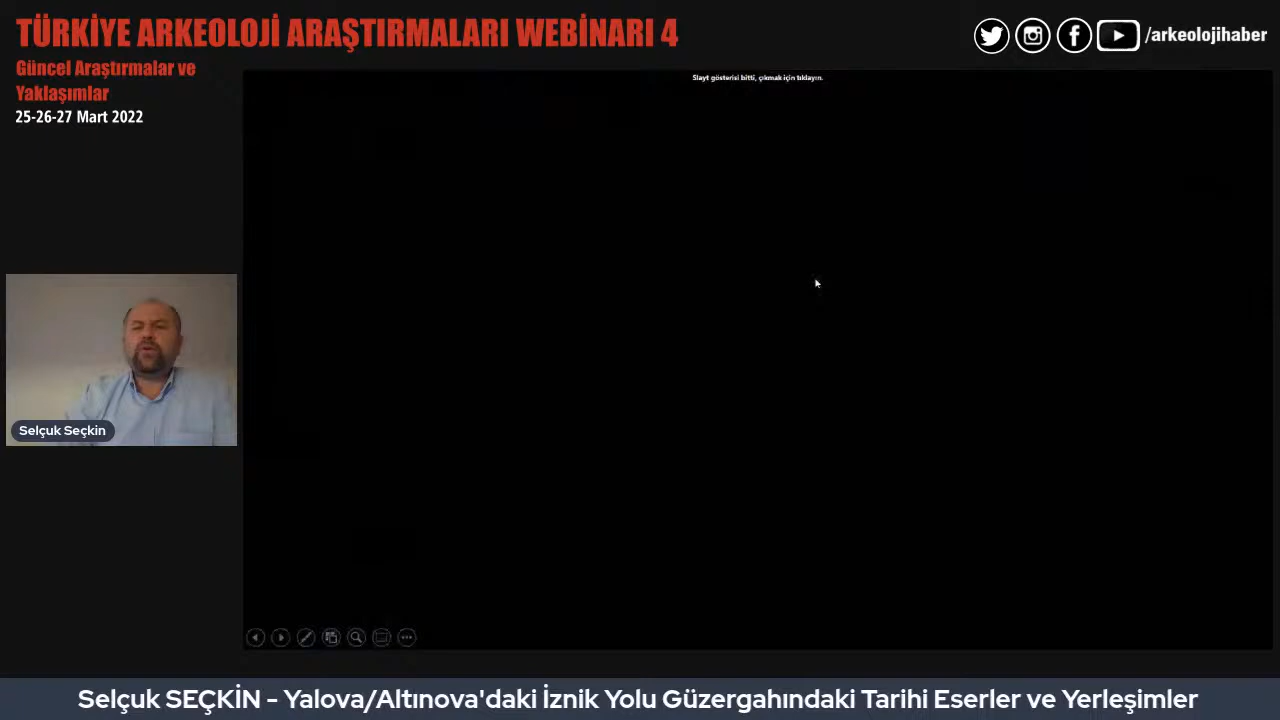 TÜRKİYE ARKEOLOJİ ARAŞTIRMALARI WEBİNARI 4
/arkeolojihaber
Güncel Araştırmalar ve
Yaklaşımlar
25-26-27 Mart 2022
Slayt gösterisi bitti, çıkmak için tıklayın.
Selçuk Seçkin
Selçuk SEÇKİN - Yalova/Altınova'daki İznik Yolu Güzergahındaki Tarihi Eserler ve Yerleşimler